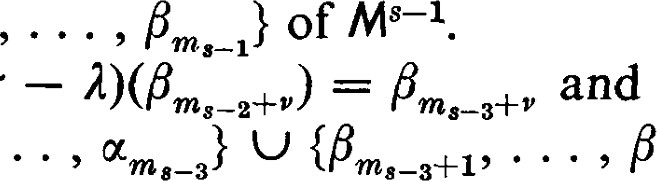 , . . . , β_{m_{s-1}}} of M^{s-1}.
- λ)(β_{m_{s-2}+ν}) = β_{m_{s-3}+ν} and
. ., α_{m_{s-3}}} ∪ {β_{m_{s-3}+1}, . . . , β